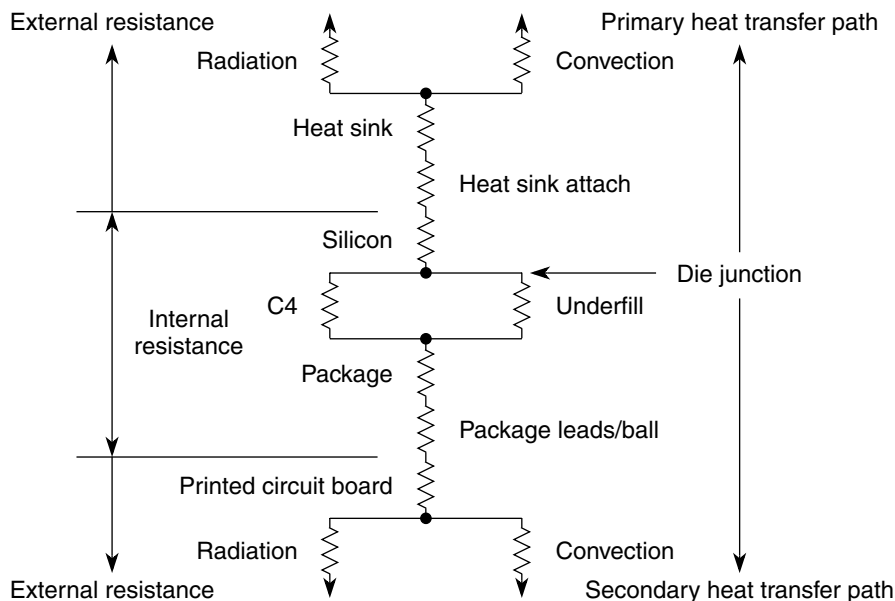 External resistance
Primary heat transfer path
Radiation
Convection
Heat sink
Heat sink attach
Silicon
Die junction
C4
Underfill
Internal
resistance
Package
Package leads/ball
Printed circuit board
Radiation
Convection
External resistance
Secondary heat transfer path